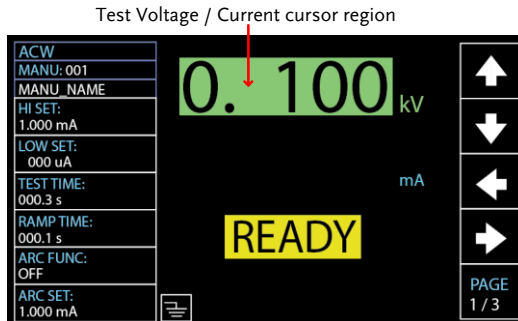 Test Voltage / Current cursor region
ACW
MANU: 001
MANU_NAME
HI SET:
1.000 mA
LOW SET:
000 uA
TEST TIME:
000.3 s
RAMP TIME:
000.1 s
ARC FUNC:
OFF
ARC SET:
1.000 mA
0. 100 kV
mA
READY
PAGE
1 / 3